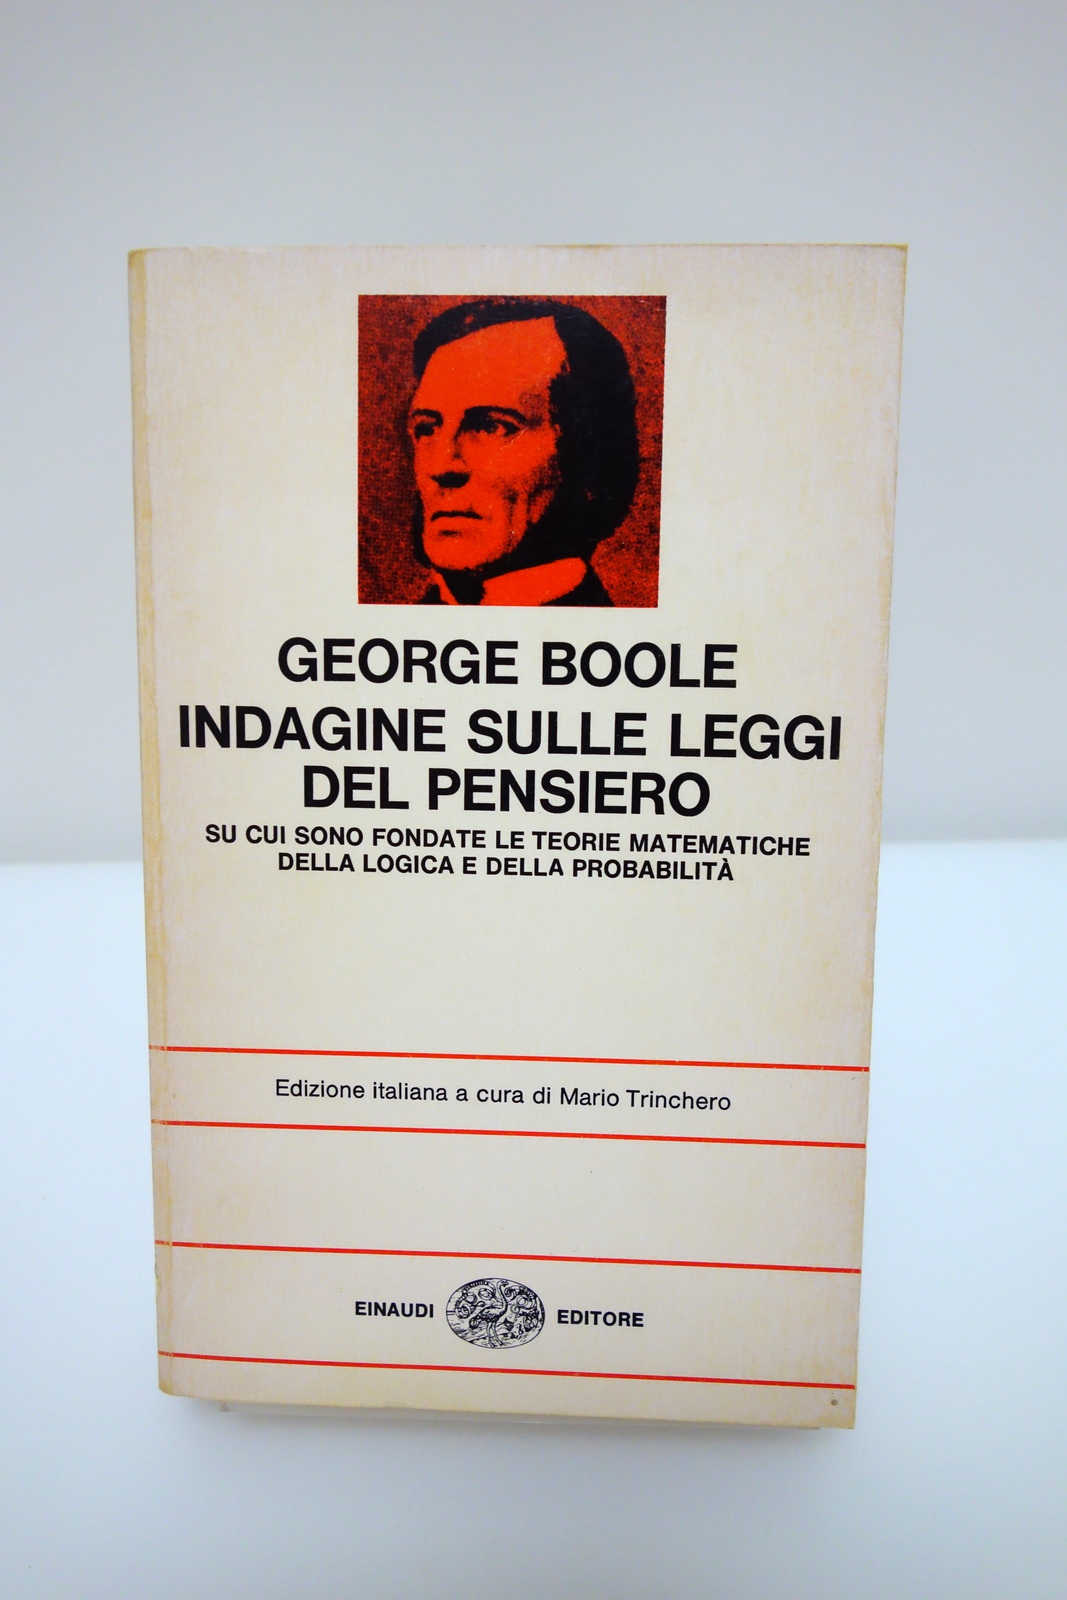 GEORGE BOOLE
INDAGINE SULLE LEGGI
DEL PENSIERO
SU CUI SONO FONDATE LE TEORIE MATEMATICHE
DELLA LOGICA E DELLA PROBABILITÀ
Edizione italiana a cura di Mario Trinchero
EINAUDI EDITORE